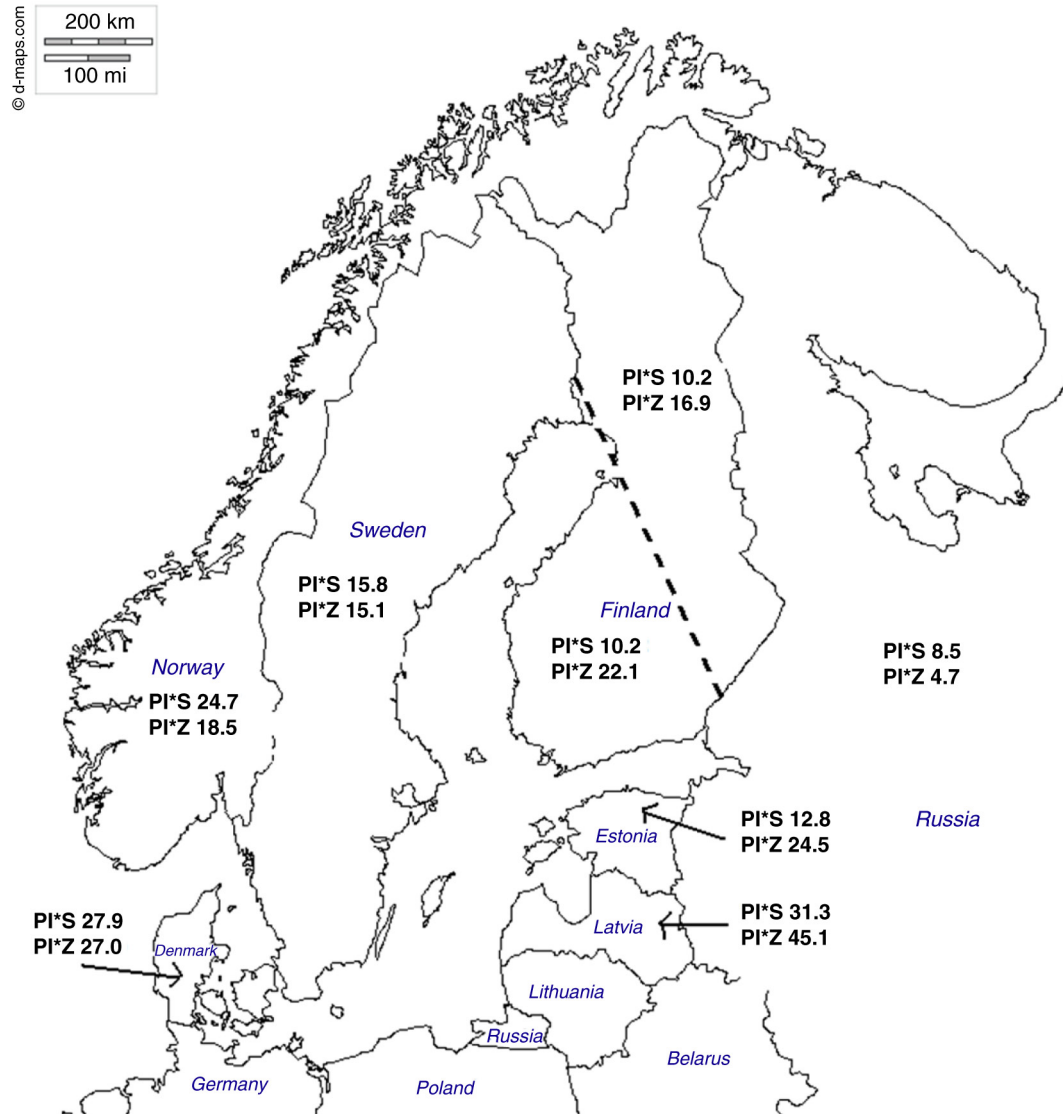 © d-maps.com
200 km
100 mi
PI*S 10.2
PI*Z 16.9
Sweden
PI*S 15.8
PI*Z 15.1
Finland
PI*S 10.2
PI*Z 22.1
Norway
PI*S 24.7
PI*Z 18.5
PI*S 8.5
PI*Z 4.7
Russia
PI*S 12.8
PI*Z 24.5
Estonia
PI*S 31.3
PI*Z 45.1
Latvia
PI*S 27.9
PI*Z 27.0
Denmark
Lithuania
Russia
Belarus
Germany
Poland